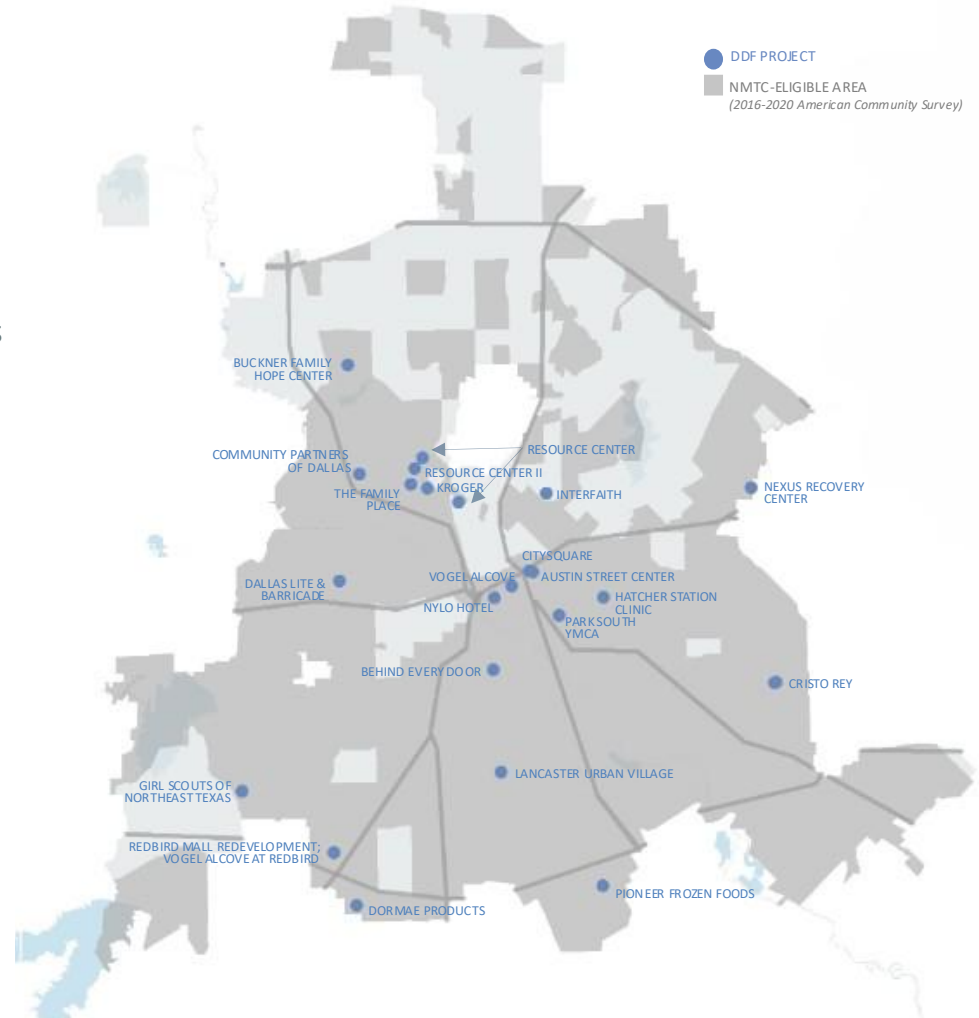 DDF PROJECT
NMTC-ELIGIBLE AREA
(2016-2020 American Community Survey)
S
BUCKNER FAMILY
HOPE CENTER
COMMUNITY PARTNERS
OF DALLAS
RESOURCE CENTER
RESOURCE CENTER II
KROGER
THE FAMILY
PLACE
INTERFAITH
NEXUS RECOVERY
CENTER
CITYSQUARE
VOGEL ALCOVE
AUSTIN STREET CENTER
DALLAS LITE &
BARRICADE
NYLO HOTEL
HATCHER STATION
CLINIC
PARK SOUTH
YMCA
BEHIND EVERY DOOR
CRISTO REY
LANCASTER URBAN VILLAGE
GIRL SCOUTS OF
NORTHEAST TEXAS
REDBIRD MALL REDEVELOPMENT;
VOGEL ALCOVE AT REDBIRD
PIONEER FROZEN FOODS
DORMAE PRODUCTS